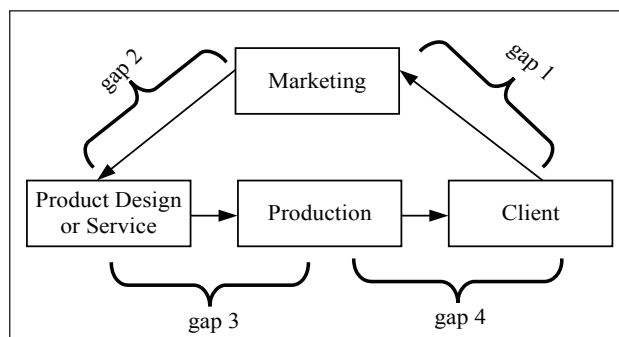 gap 2
Marketing
gap 1
Product Design
or Service
Production
Client
gap 3
gap 4